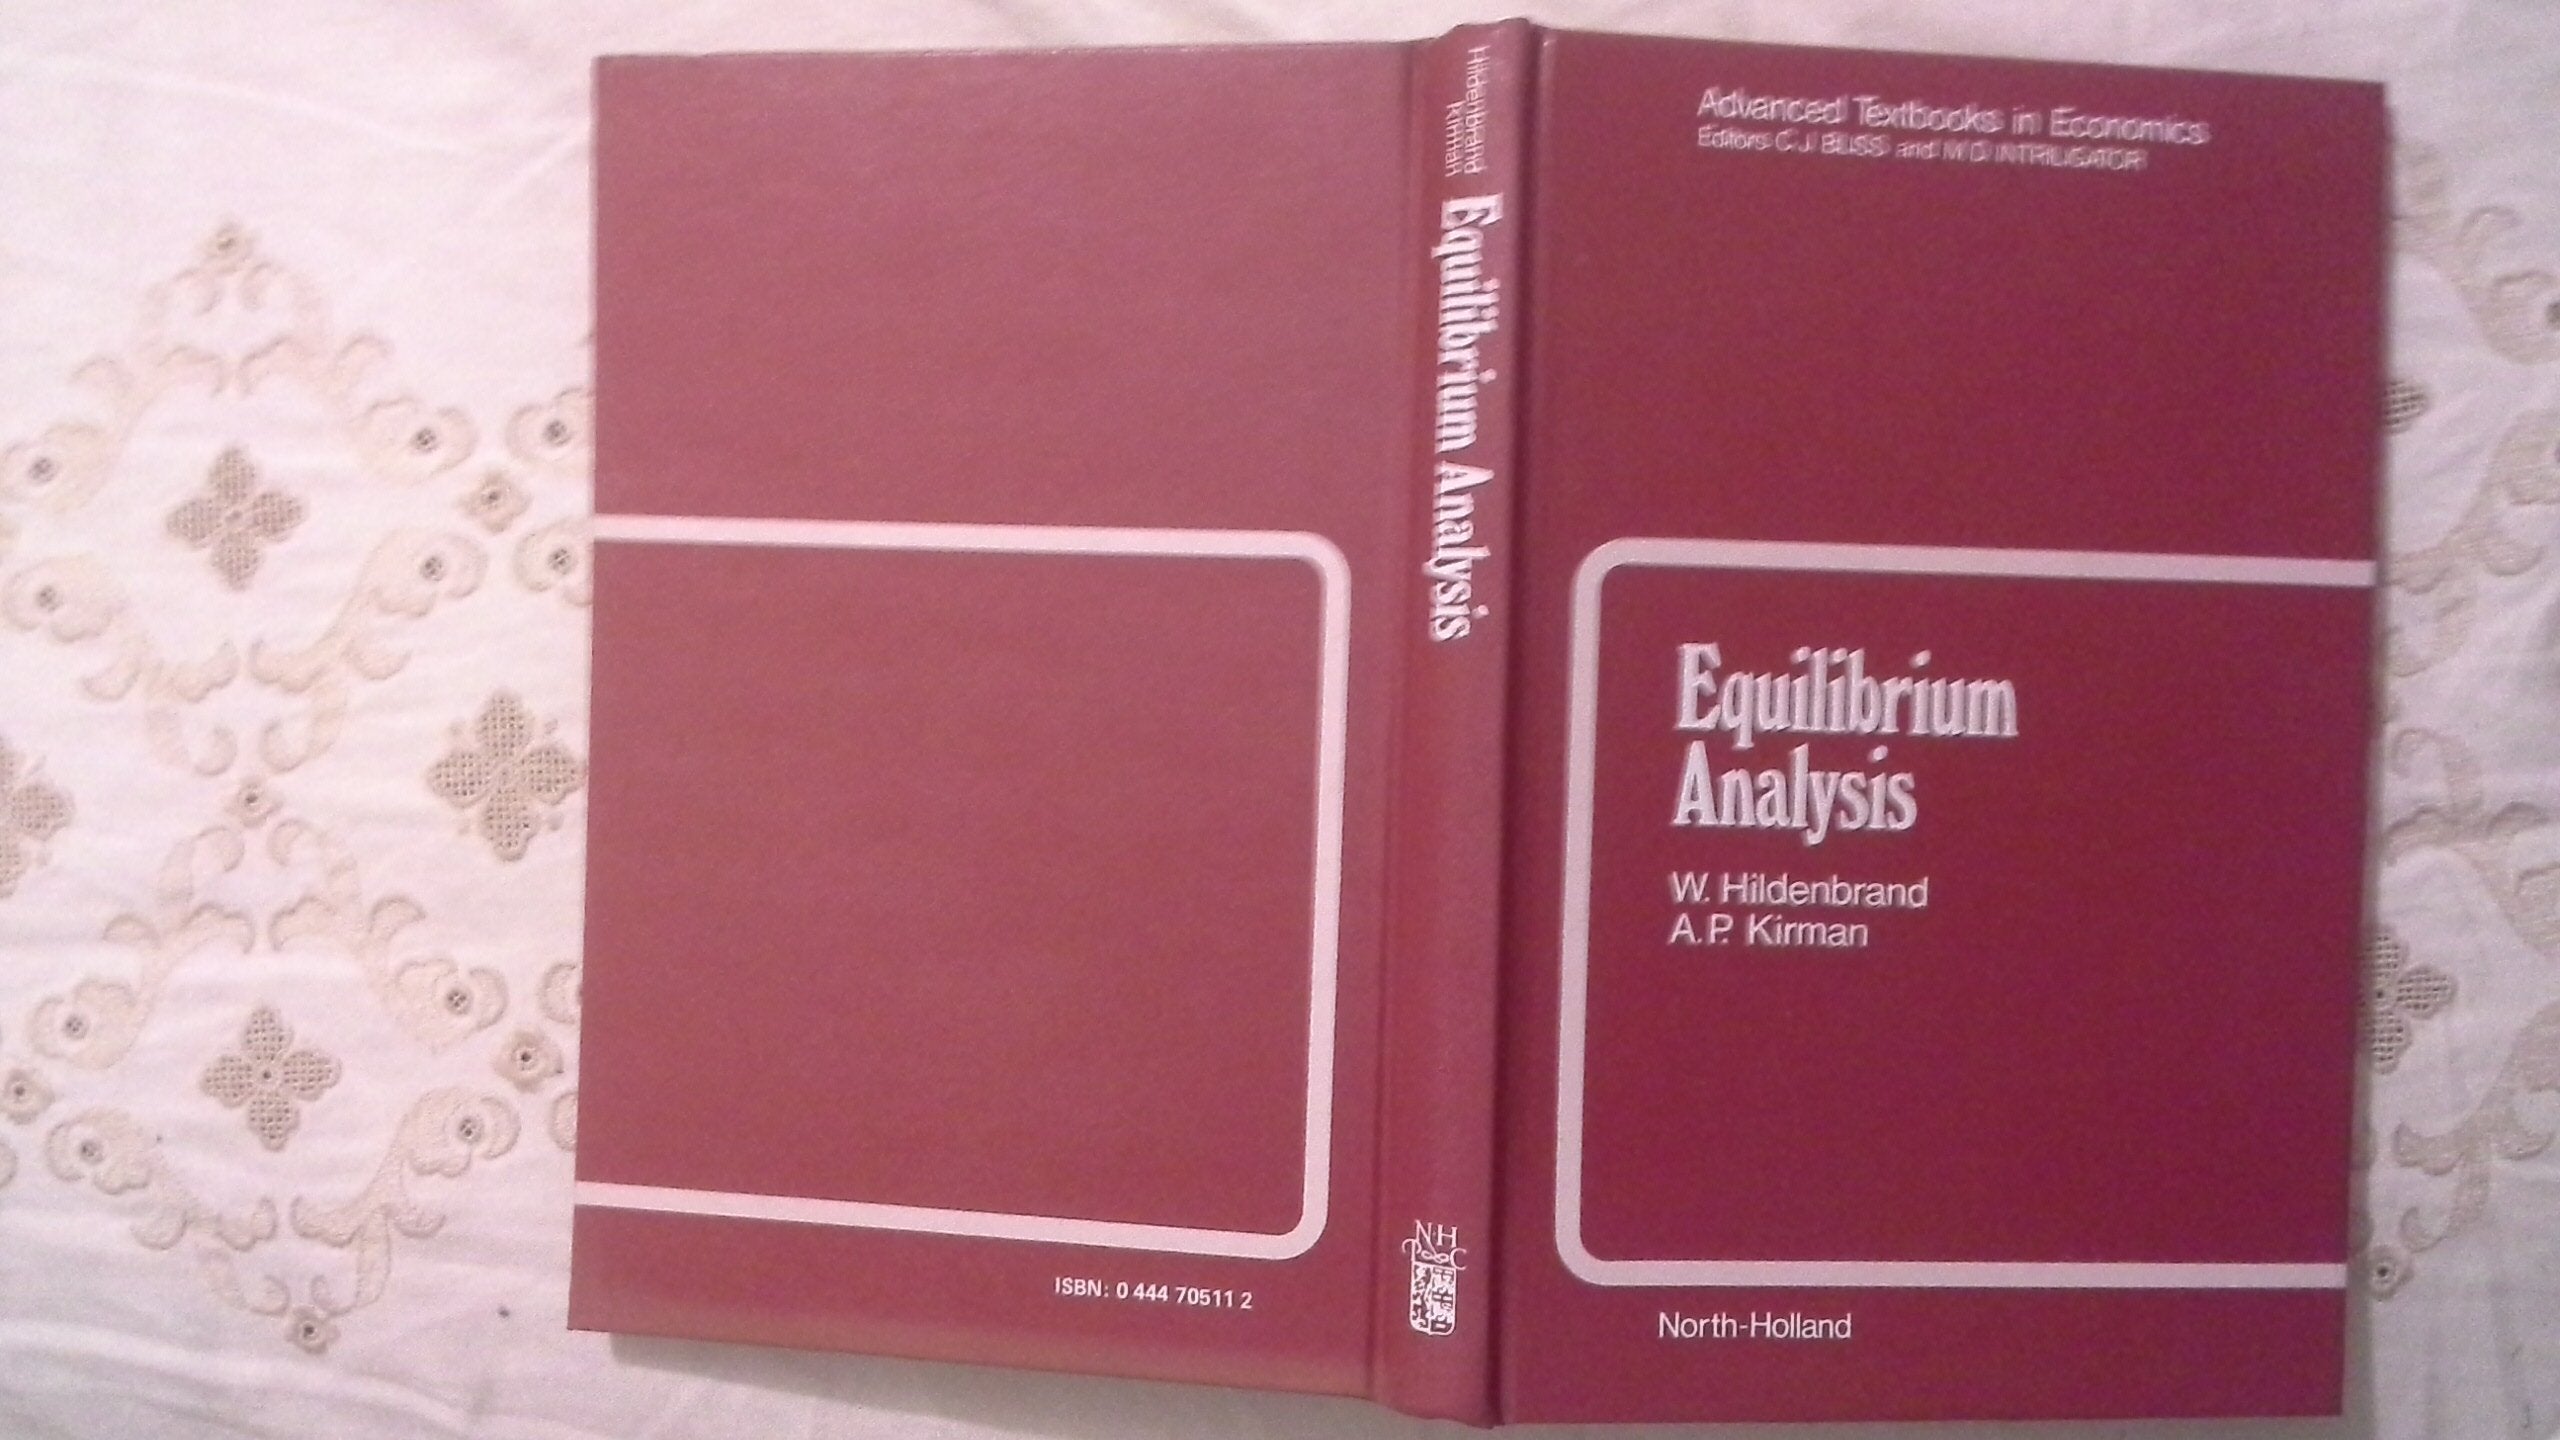 ISBN: 0 444 70511 2
Hildenbrand
Kirman
Equilibrium Analysis
N·H
P C
Advanced Textbooks in Economics
Editors C.J. BLISS and M.D. INTRILIGATOR
Equilibrium
Analysis
W. Hildenbrand
A.P. Kirman
North-Holland